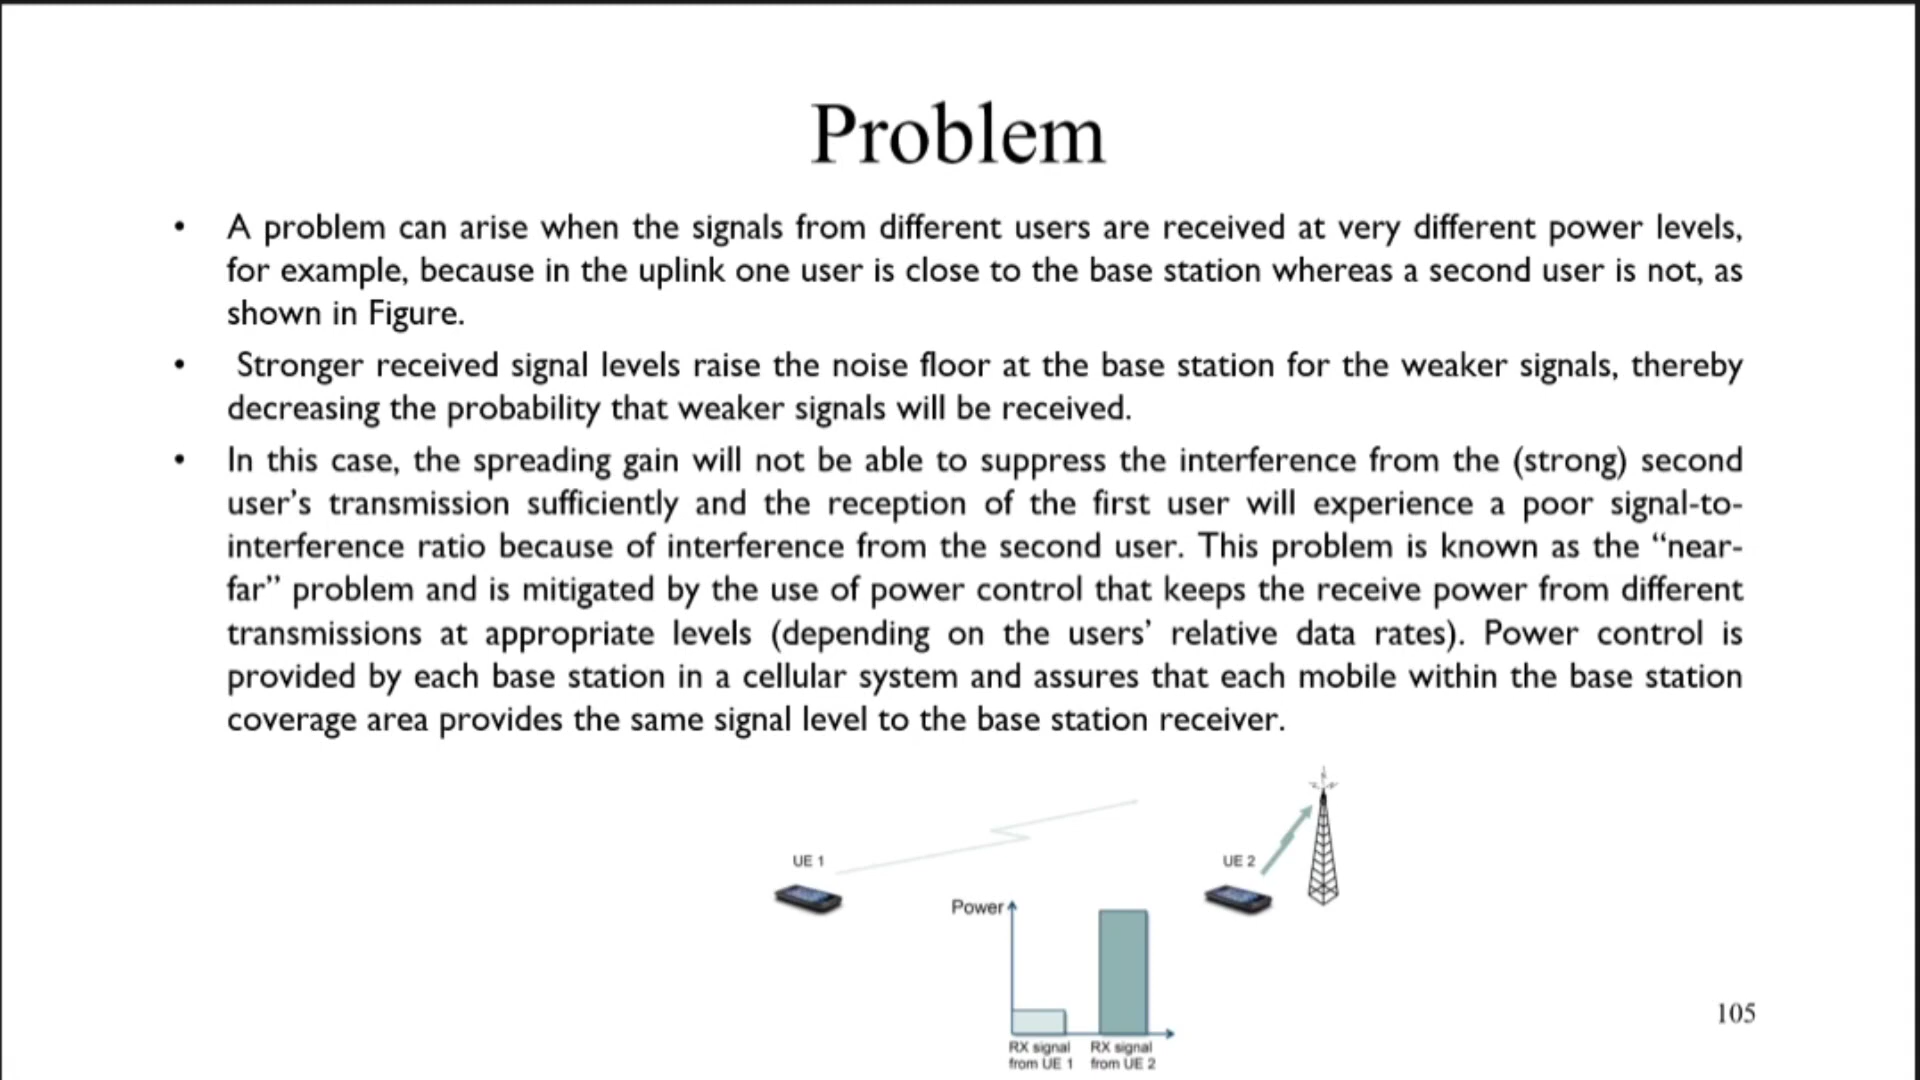 Problem
• A problem can arise when the signals from different users are received at very different power levels,
for example, because in the uplink one user is close to the base station whereas a second user is not, as
shown in Figure.
• Stronger received signal levels raise the noise floor at the base station for the weaker signals, thereby
decreasing the probability that weaker signals will be received.
• In this case, the spreading gain will not be able to suppress the interference from the (strong) second
user’s transmission sufficiently and the reception of the first user will experience a poor signal-to-
interference ratio because of interference from the second user. This problem is known as the “near-
far” problem and is mitigated by the use of power control that keeps the receive power from different
transmissions at appropriate levels (depending on the users’ relative data rates). Power control is
provided by each base station in a cellular system and assures that each mobile within the base station
coverage area provides the same signal level to the base station receiver.
UE 1
UE 2
Power
RX signal
from UE 1
RX signal
from UE 2
105